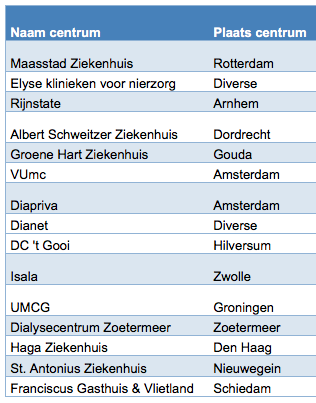 Naam centrum Plaats centrum
Maasstad Ziekenhuis Rotterdam
Elyse klinieken voor nierzorg Diverse
Rijnstate Arnhem
Albert Schweitzer Ziekenhuis Dordrecht
Groene Hart Ziekenhuis Gouda
VUmc Amsterdam
Diapriva Amsterdam
Dianet Diverse
DC 't Gooi Hilversum
Isala Zwolle
UMCG Groningen
Dialysecentrum Zoetermeer Zoetermeer
Haga Ziekenhuis Den Haag
St. Antonius Ziekenhuis Nieuwegein
Franciscus Gasthuis & Vlietland Schiedam